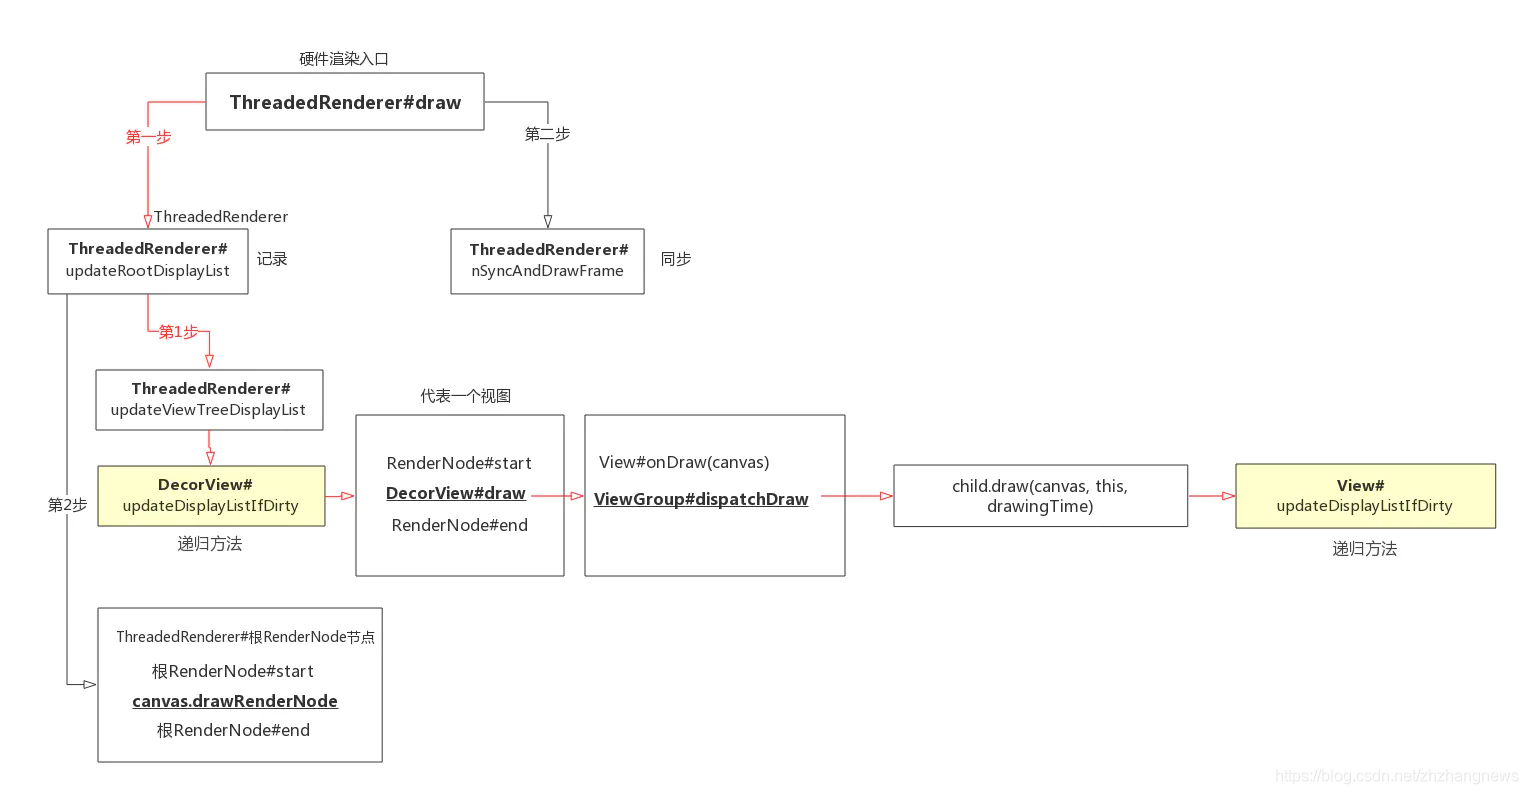 硬件渲染入口
ThreadedRenderer#draw
第一步
第二步
ThreadedRenderer
ThreadedRenderer#
updateRootDisplayList
记录
ThreadedRenderer#
nSyncAndDrawFrame
同步
第1步
ThreadedRenderer#
updateViewTreeDisplayList
第2步
DecorView#
updateDisplayListIfDirty
递归方法
代表一个视图
RenderNode#start
DecorView#draw
RenderNode#end
View#onDraw(canvas)
ViewGroup#dispatchDraw
child.draw(canvas, this,
drawingTime)
View#
updateDisplayListIfDirty
递归方法
ThreadedRenderer#根RenderNode节点
根RenderNode#start
canvas.drawRenderNode
根RenderNode#end
https://blog.csdn.net/zhzhangnews